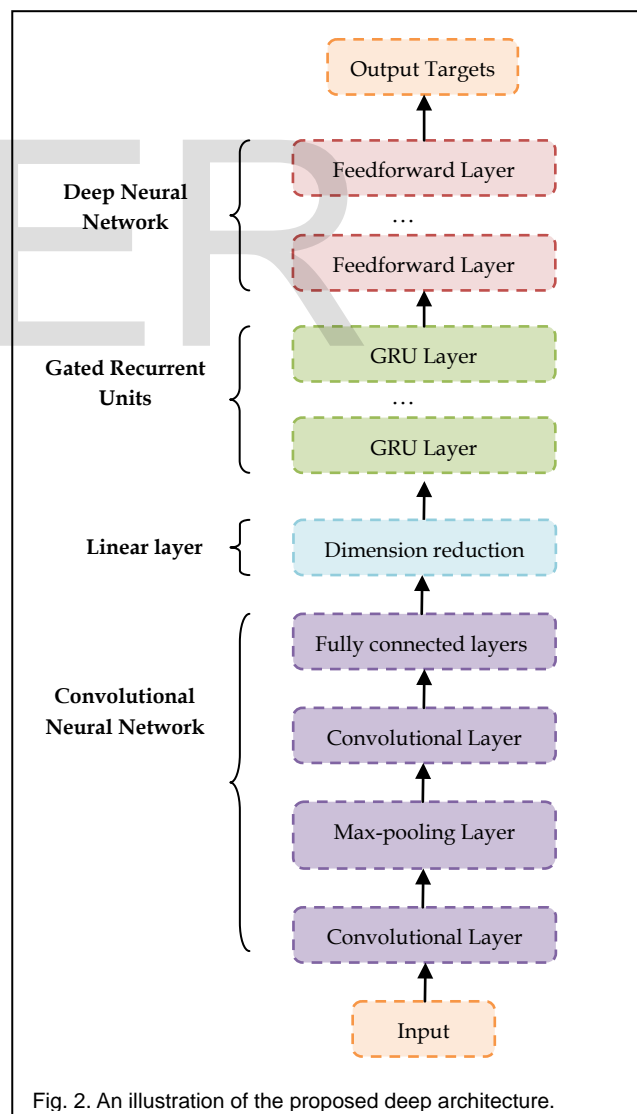 Output Targets
Deep Neural
Network
Feedforward Layer
...
Feedforward Layer
Gated Recurrent
Units
GRU Layer
...
GRU Layer
Linear layer
Dimension reduction
Convolutional
Neural Network
Fully connected layers
Convolutional Layer
Max-pooling Layer
Convolutional Layer
Input
Fig. 2. An illustration of the proposed deep architecture.
ER